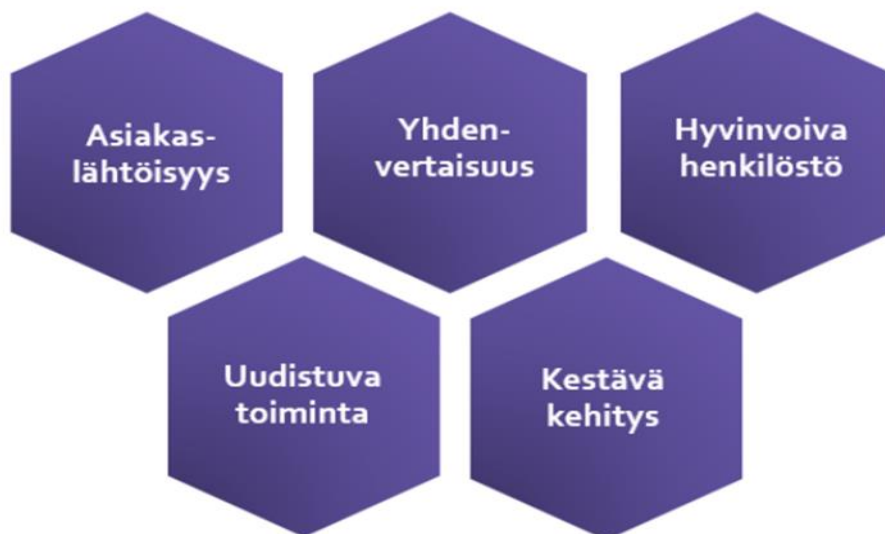 Asiakas-
lähtöisyys
Yhden-
vertaisuus
Hyvinvoiva
henkilöstö
Uudistuva
toiminta
Kestävä
kehitys